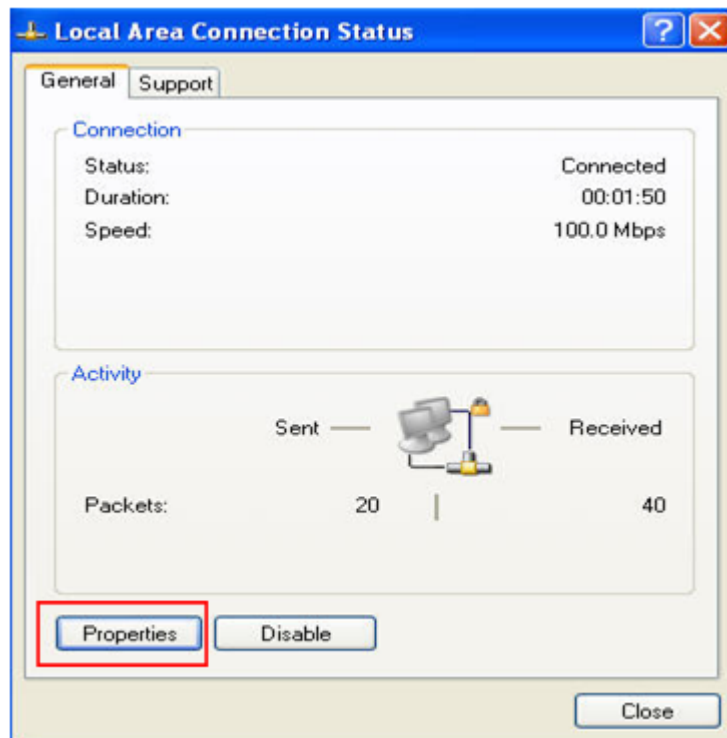 Local Area Connection Status
General Support
Connection
Status: Connected
Duration: 00:01:50
Speed: 100.0 Mbps
Activity
Sent Received
Packets: 20 40
Properties Disable
Close